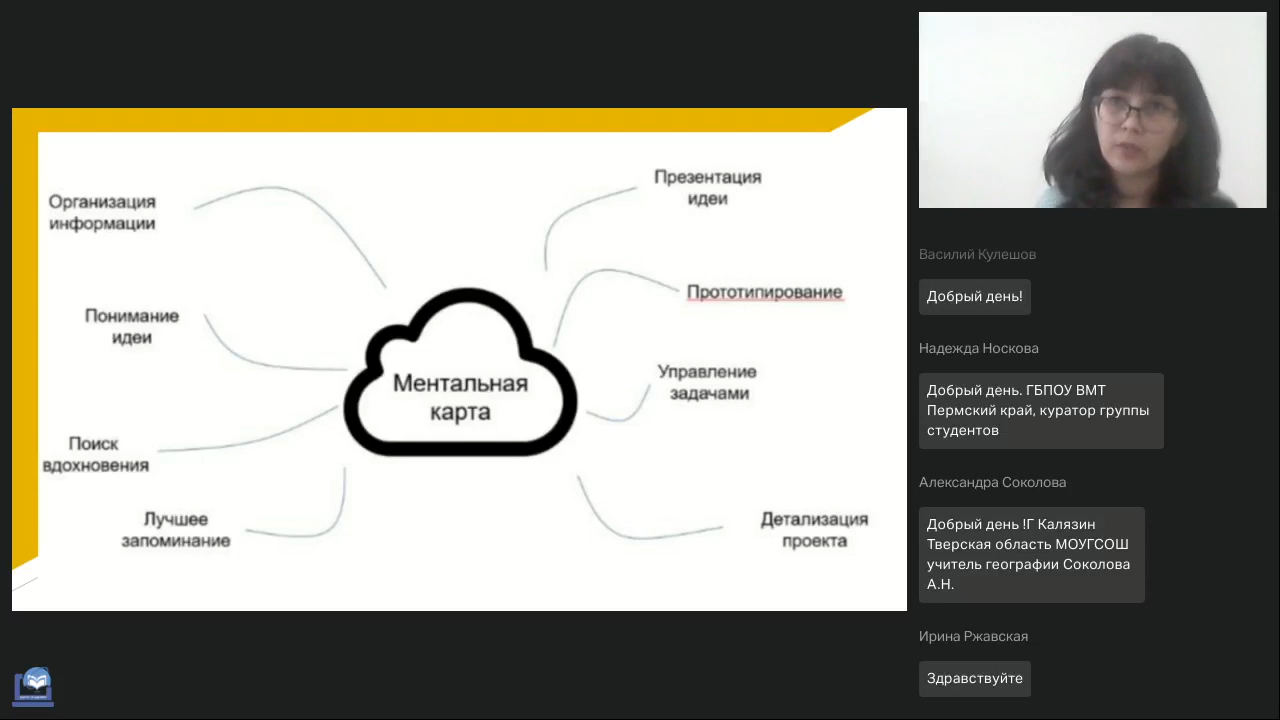 Организация
информации
Понимание
идеи
Поиск
вдохновения
Лучшее
запоминание
Ментальная
карта
Презентация
идеи
Прототипирование
Управление
задачами
Детализация
проекта
Василий Кулешов
Добрый день!
Надежда Носкова
Добрый день. ГБПОУ ВМТ
Пермский край, куратор группы
студентов
Александра Соколова
Добрый день !Г Калязин
Тверская область МОУГСОШ
учитель географии Соколова
А.Н.
Ирина Ржавская
Здравствуйте